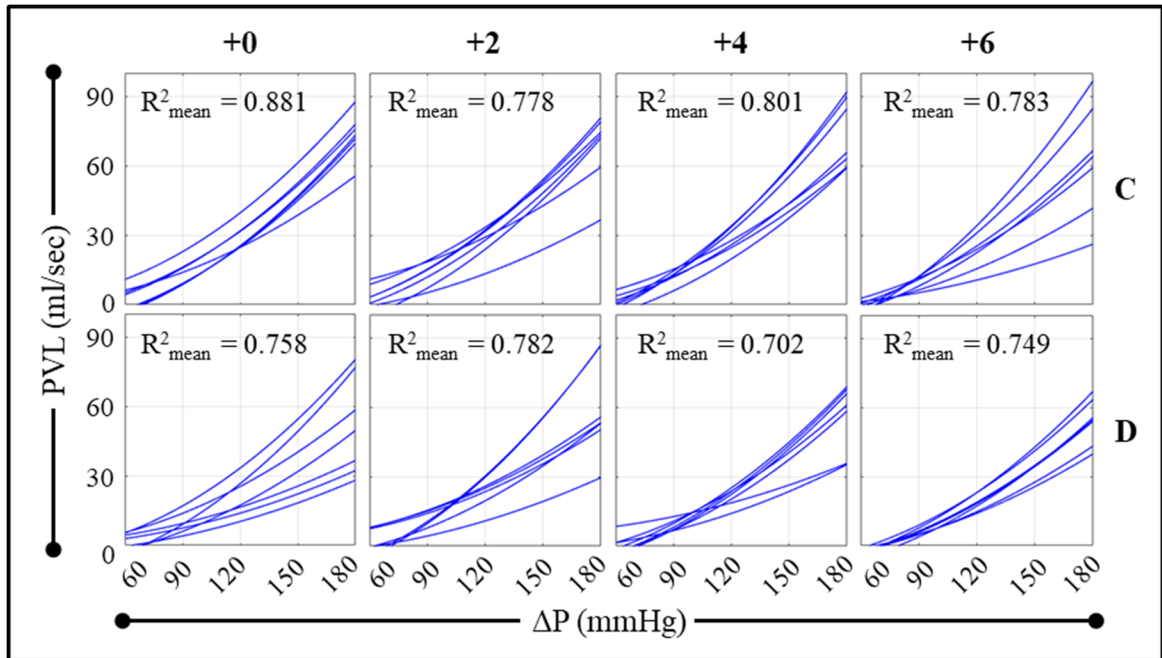 +0 +2 +4 +6
R²mean = 0.881 R²mean = 0.778 R²mean = 0.801 R²mean = 0.783
90
60
30
0
C
PVL (ml/sec)
R²mean = 0.758 R²mean = 0.782 R²mean = 0.702 R²mean = 0.749
90
60
30
0
D
60 90 120 150 180 60 90 120 150 180 60 90 120 150 180 60 90 120 150 180
ΔP (mmHg)